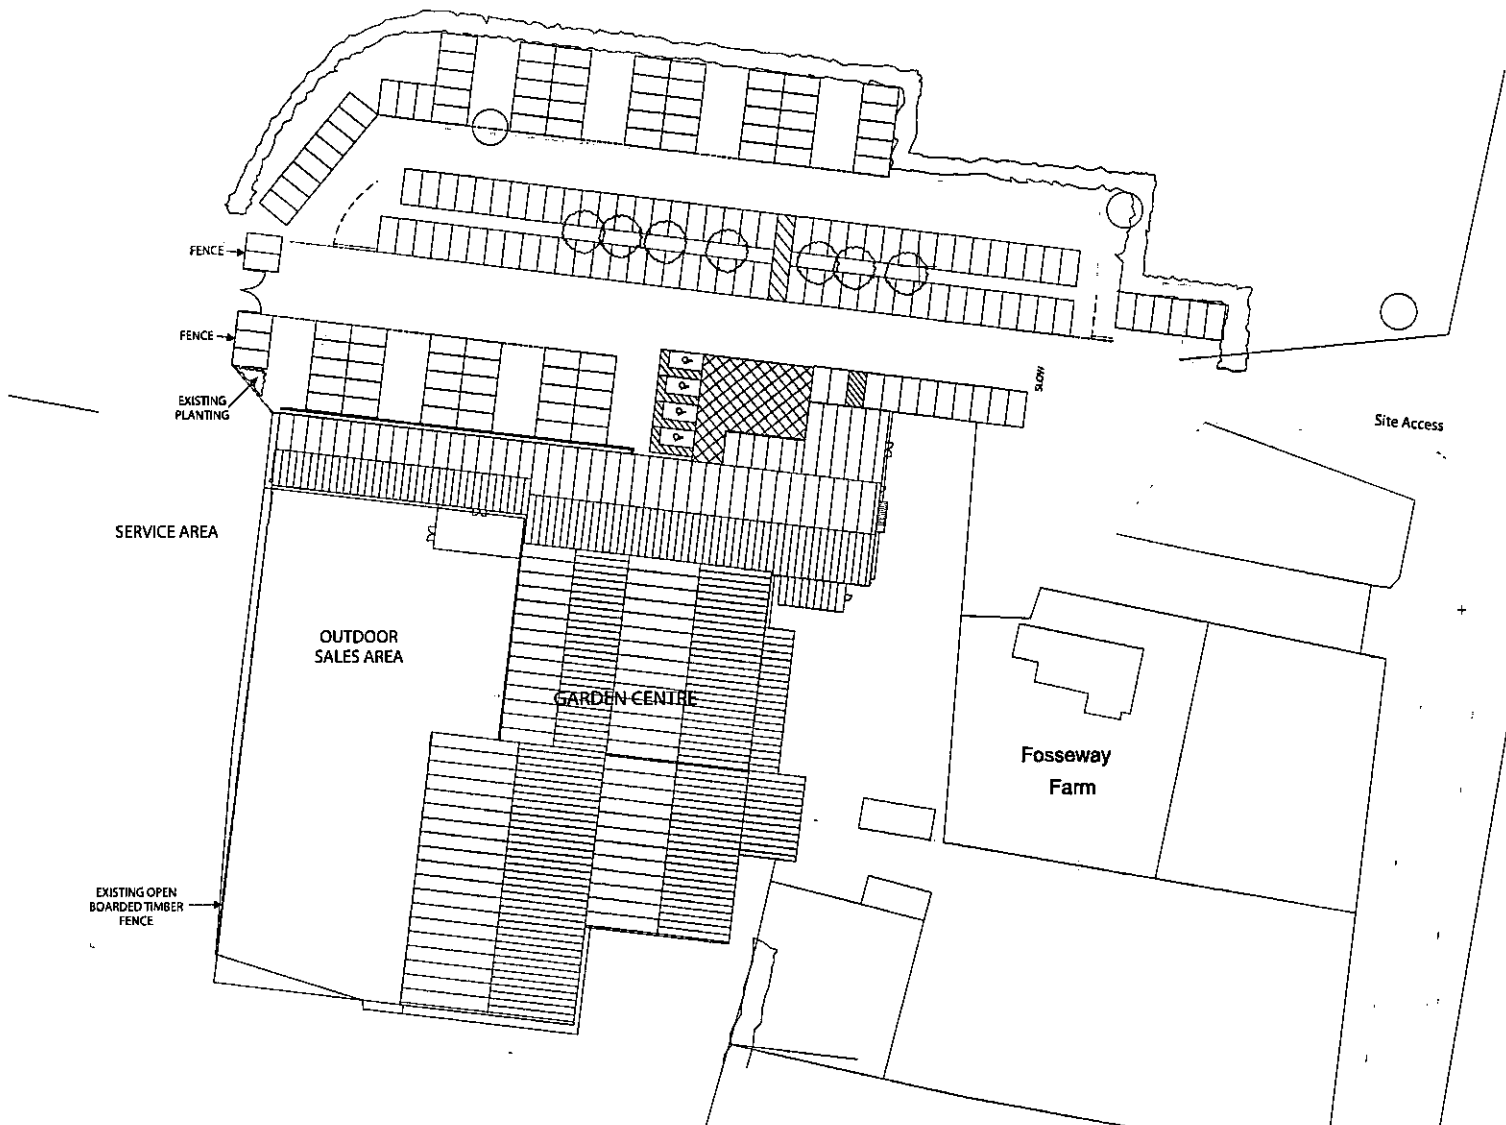 FENCE
FENCE
EXISTING
PLANTING
SLOW
Site Access
SERVICE AREA
OUTDOOR
SALES AREA
GARDEN CENTRE
Fosseway
Farm
EXISTING OPEN
BOARDED TIMBER
FENCE